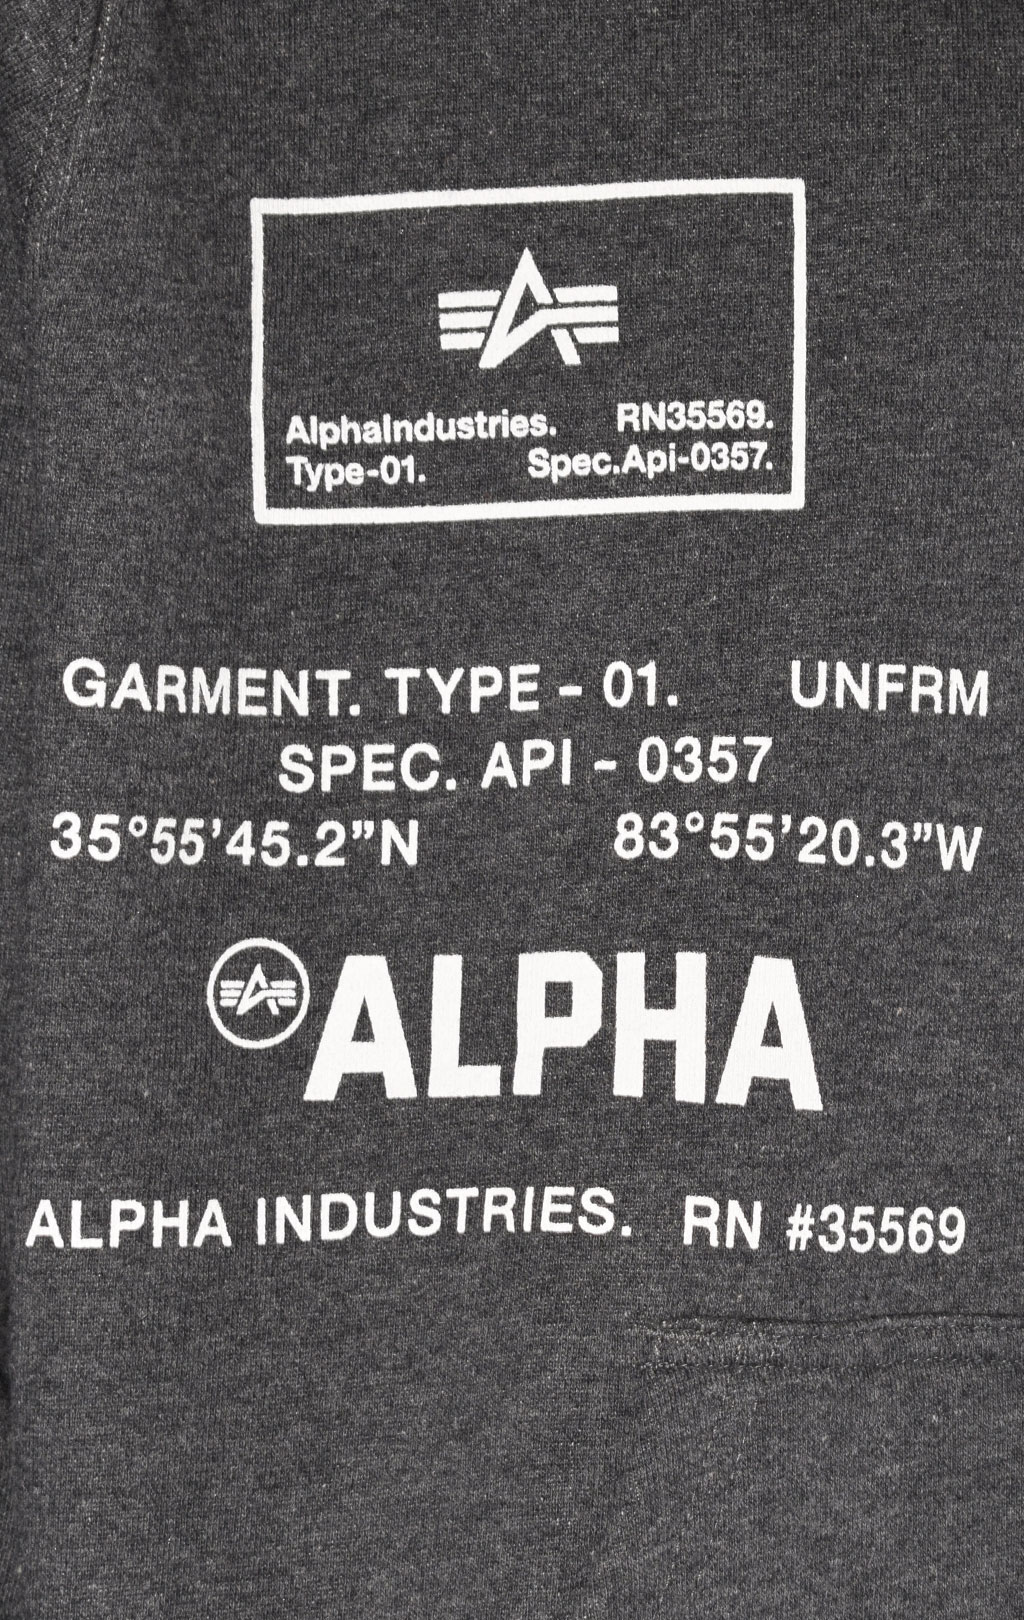 AlphaIndustries. RN35569.
Type-01. Spec.Api-0357.
GARMENT. TYPE - 01. UNFRM
SPEC. API - 0357
35°55’45.2”N 83°55’20.3”W
ALPHA
ALPHA INDUSTRIES. RN #35569